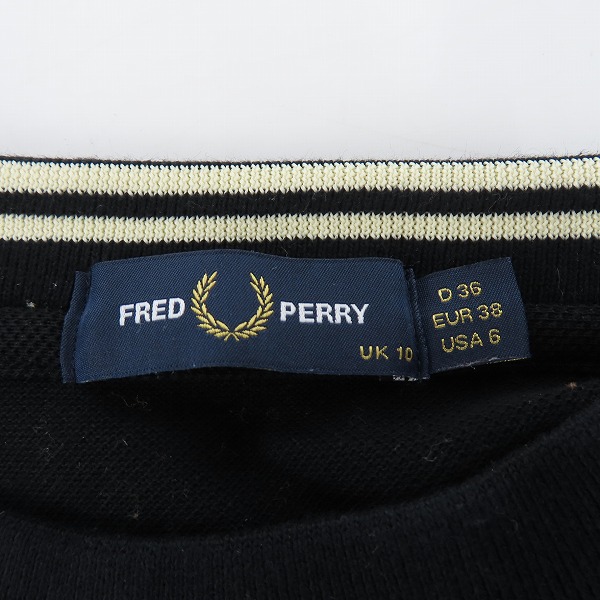 FRED PERRY
UK 10
D 36
EUR 38
USA 6